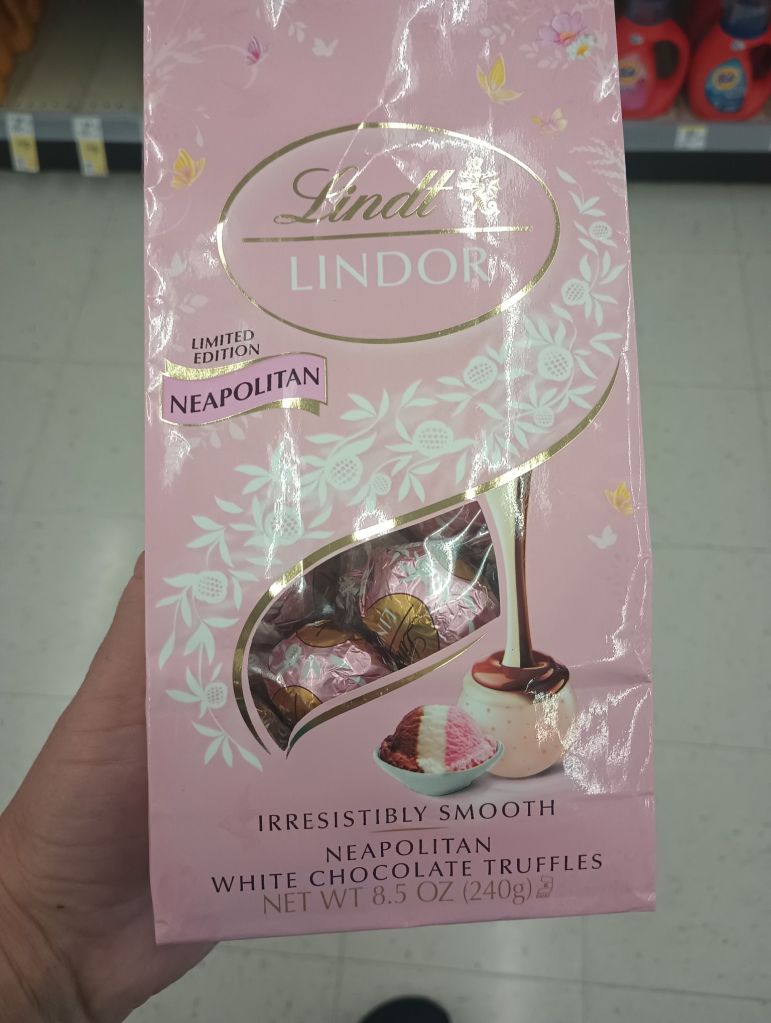 Lindt
LINDOR
LIMITED
EDITION
NEAPOLITAN
IRRESISTIBLY SMOOTH
NEAPOLITAN
WHITE CHOCOLATE TRUFFLES
NET WT 8.5 OZ (240g)